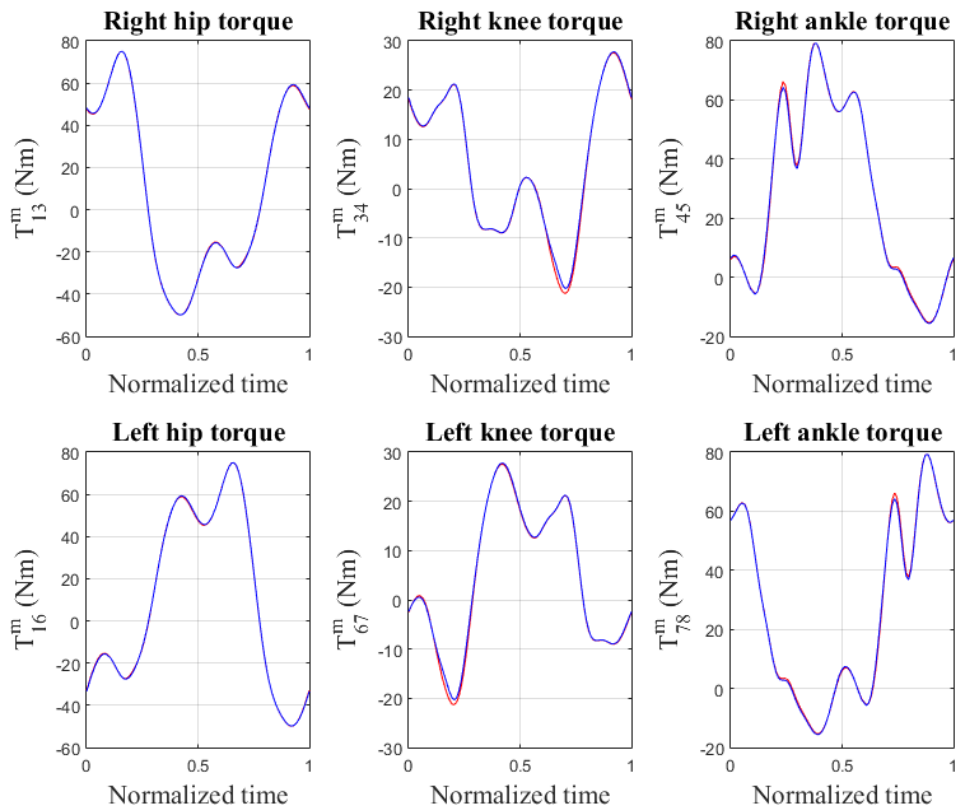 Right hip torque
80
60
40
20
0
-20
-40
-60
T^m_13 (Nm)
0 0.5 1
Normalized time
Right knee torque
30
20
10
0
-10
-20
-30
T^m_34 (Nm)
0 0.5 1
Normalized time
Right ankle torque
80
60
40
20
0
-20
T^m_45 (Nm)
0 0.5 1
Normalized time
Left hip torque
80
60
40
20
0
-20
-40
-60
T^m_16 (Nm)
0 0.5 1
Normalized time
Left knee torque
30
20
10
0
-10
-20
-30
T^m_67 (Nm)
0 0.5 1
Normalized time
Left ankle torque
80
60
40
20
0
-20
T^m_78 (Nm)
0 0.5 1
Normalized time